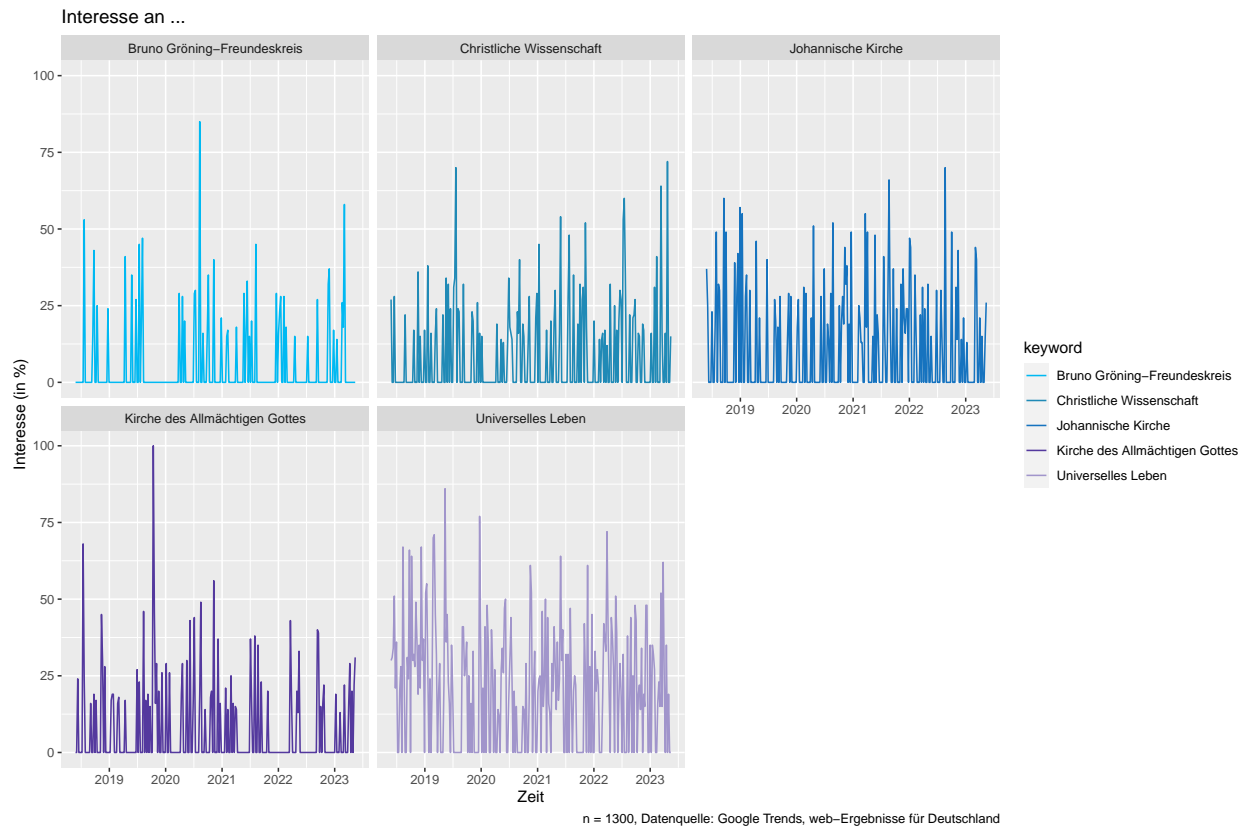 Interesse an ...
Bruno Gröning−Freundeskreis
Christliche Wissenschaft
Johannische Kirche
100
75
50
25
0
2019 2020 2021 2022 2023
Kirche des Allmächtigen Gottes
Universelles Leben
100
75
50
25
0
2019 2020 2021 2022 2023
2019 2020 2021 2022 2023
Interesse (in %)
Zeit
keyword
Bruno Gröning−Freundeskreis
Christliche Wissenschaft
Johannische Kirche
Kirche des Allmächtigen Gottes
Universelles Leben
n = 1300, Datenquelle: Google Trends, web−Ergebnisse für Deutschland